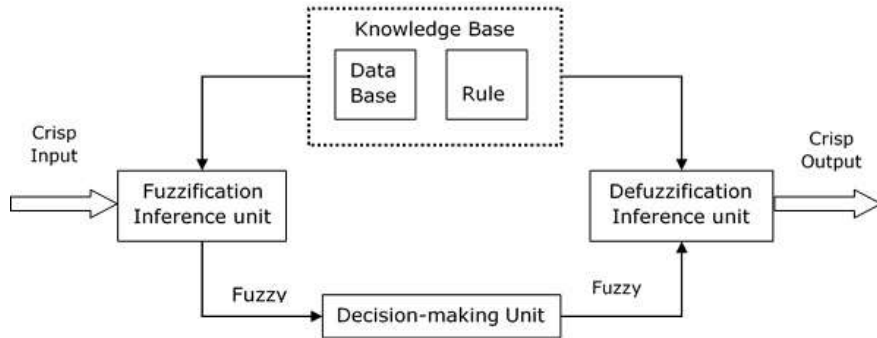 Knowledge Base
Data
Base
Rule
Crisp
Input
Fuzzification
Inference unit
Defuzzification
Inference unit
Crisp
Output
Fuzzy
Decision-making Unit
Fuzzy